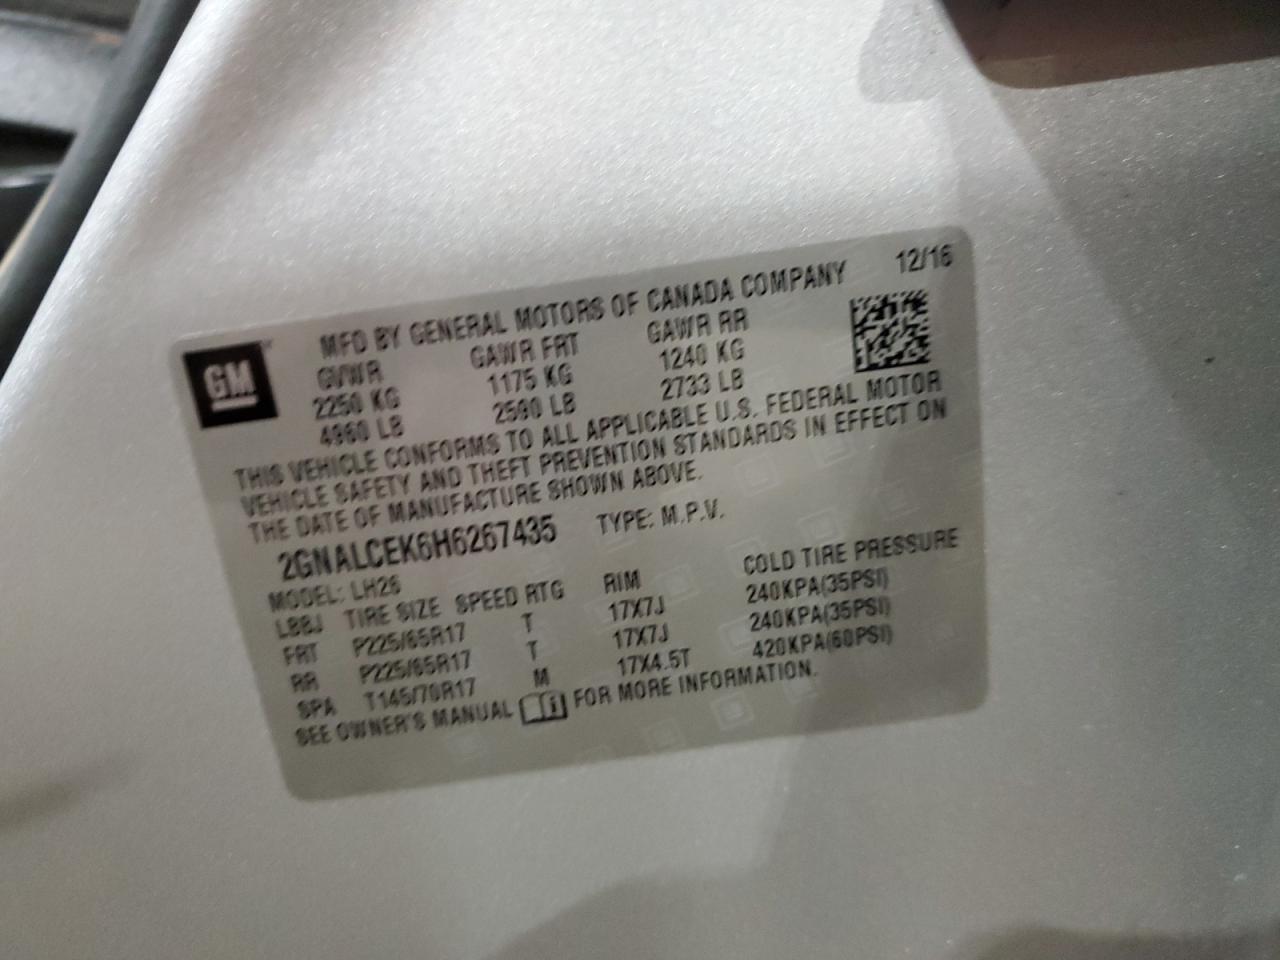 MFD BY GENERAL MOTORS OF CANADA COMPANY 12/16
GM
GVWR GAWR FRT GAWR RR
2250 KG 1175 KG 1240 KG
4960 LB 2590 LB 2733 LB
THIS VEHICLE CONFORMS TO ALL APPLICABLE U.S. FEDERAL MOTOR
VEHICLE SAFETY AND THEFT PREVENTION STANDARDS IN EFFECT ON
THE DATE OF MANUFACTURE SHOWN ABOVE.
2GNALCEK6H6267435 TYPE: M.P.V.
MODEL: LH26
L88J TIRE SIZE SPEED RTG RIM COLD TIRE PRESSURE
FRT P225/65R17 T 17X7J 240KPA(35PSI)
RR P225/65R17 T 17X7J 240KPA(35PSI)
SPA T145/70R17 M 17X4.5T 420KPA(60PSI)
SEE OWNER'S MANUAL i FOR MORE INFORMATION.